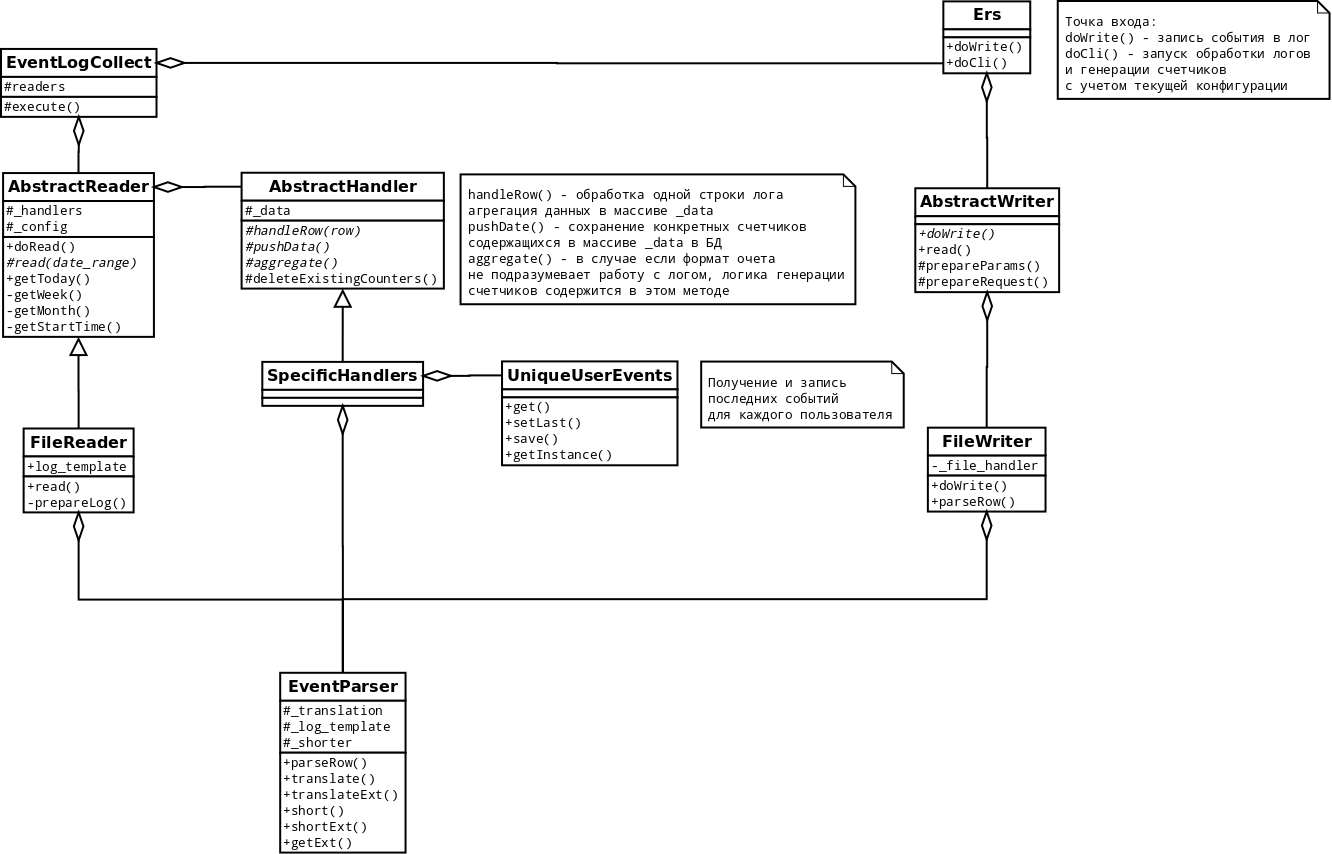 Ers
+doWrite()
+doCli()
Точка входа:
doWrite() - запись события в лог
doCli() - запуск обработки логов
и генерации счетчиков
с учетом текущей конфигурации
EventLogCollect
#readers
#execute()
AbstractReader
#_handlers
#_config
+doRead()
#read(date_range)
+getToday()
-getWeek()
-getMonth()
-getStartTime()
AbstractHandler
#_data
#handleRow(row)
#pushData()
#aggregate()
#deleteExistingCounters()
handleRow() - обработка одной строки лога
агрегация данных в массиве _data
pushDate() - сохранение конкретных счетчиков
содержащихся в массиве _data в БД
aggregate() - в случае если формат очета
не подразумевает работу с логом, логика генерации
счетчиков содержится в этом методе
AbstractWriter
+doWrite()
+read()
#prepareParams()
#prepareRequest()
SpecificHandlers
UniqueUserEvents
+get()
+setLast()
+save()
+getInstance()
Получение и запись
последних событий
для каждого пользователя
FileReader
+log_template
+read()
-prepareLog()
FileWriter
-_file_handler
+doWrite()
+parseRow()
EventParser
#_translation
#_log_template
#_shorter
+parseRow()
+translate()
+translateExt()
+short()
+shortExt()
+getExt()